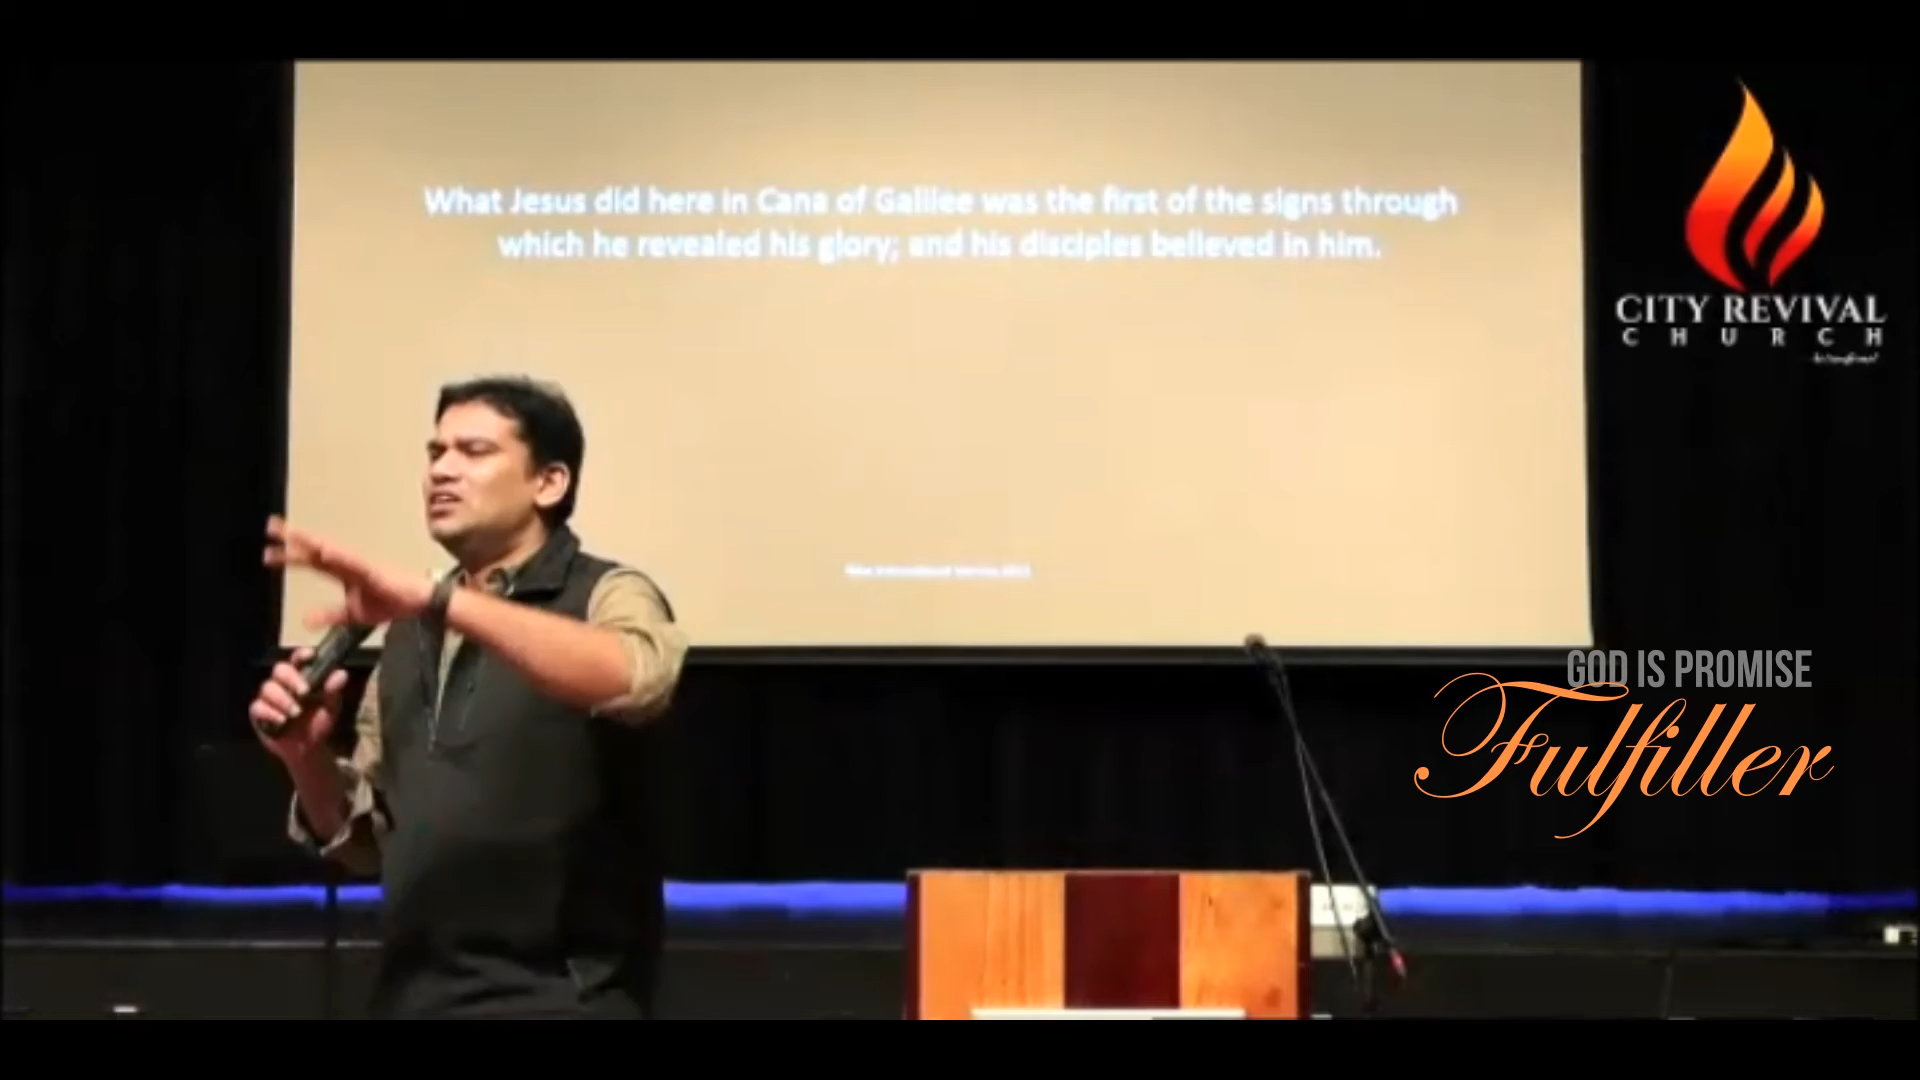 What Jesus did here in Cana of Galilee was the first of the signs through
which he revealed his glory; and his disciples believed in him.
CITY REVIVAL
CHURCH
GOD IS PROMISE
Fulfiller